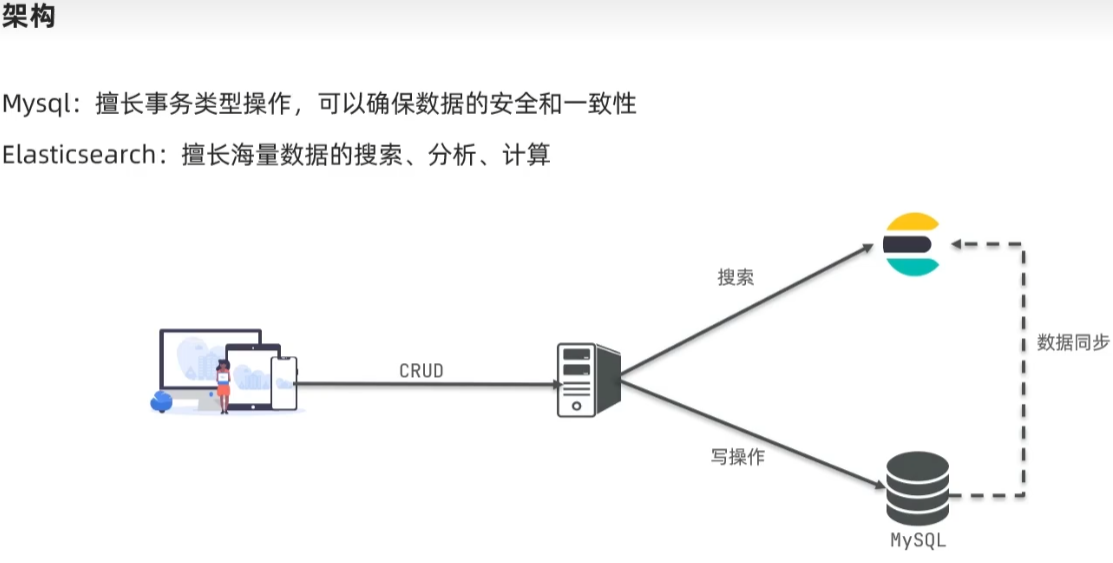 架构
Mysql：擅长事务类型操作，可以确保数据的安全和一致性
Elasticsearch：擅长海量数据的搜索、分析、计算
搜索
数据同步
CRUD
写操作
MySQL